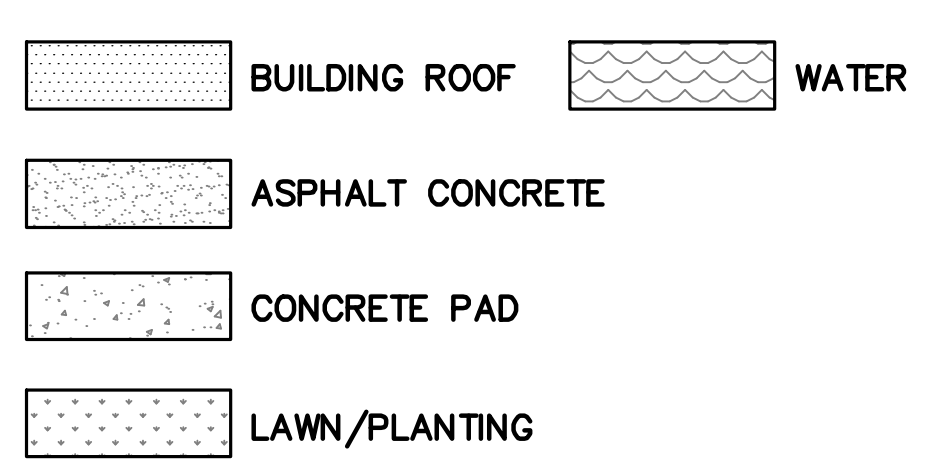 BUILDING ROOF
WATER
ASPHALT CONCRETE
CONCRETE PAD
LAWN/PLANTING